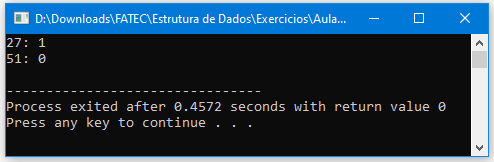 D:\Downloads\FATEC\Estrutura de Dados\Exercicios\Aula...
27: 1
51: 0
--------------------------------
Process exited after 0.4572 seconds with return value 0
Press any key to continue . . .